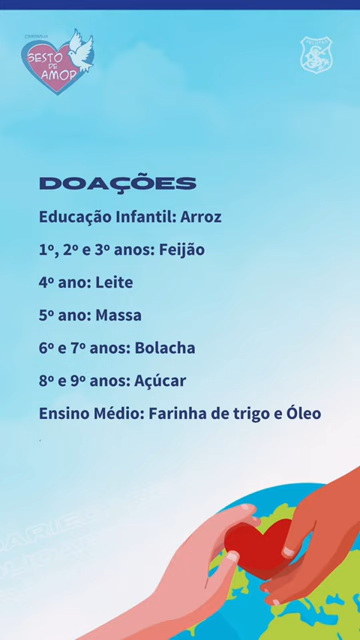 CAMPANHA
GESTO
DE
AMOR
DOAÇÕES
Educação Infantil: Arroz
1º, 2º e 3º anos: Feijão
4º ano: Leite
5º ano: Massa
6º e 7º anos: Bolacha
8º e 9º anos: Açúcar
Ensino Médio: Farinha de trigo e Óleo